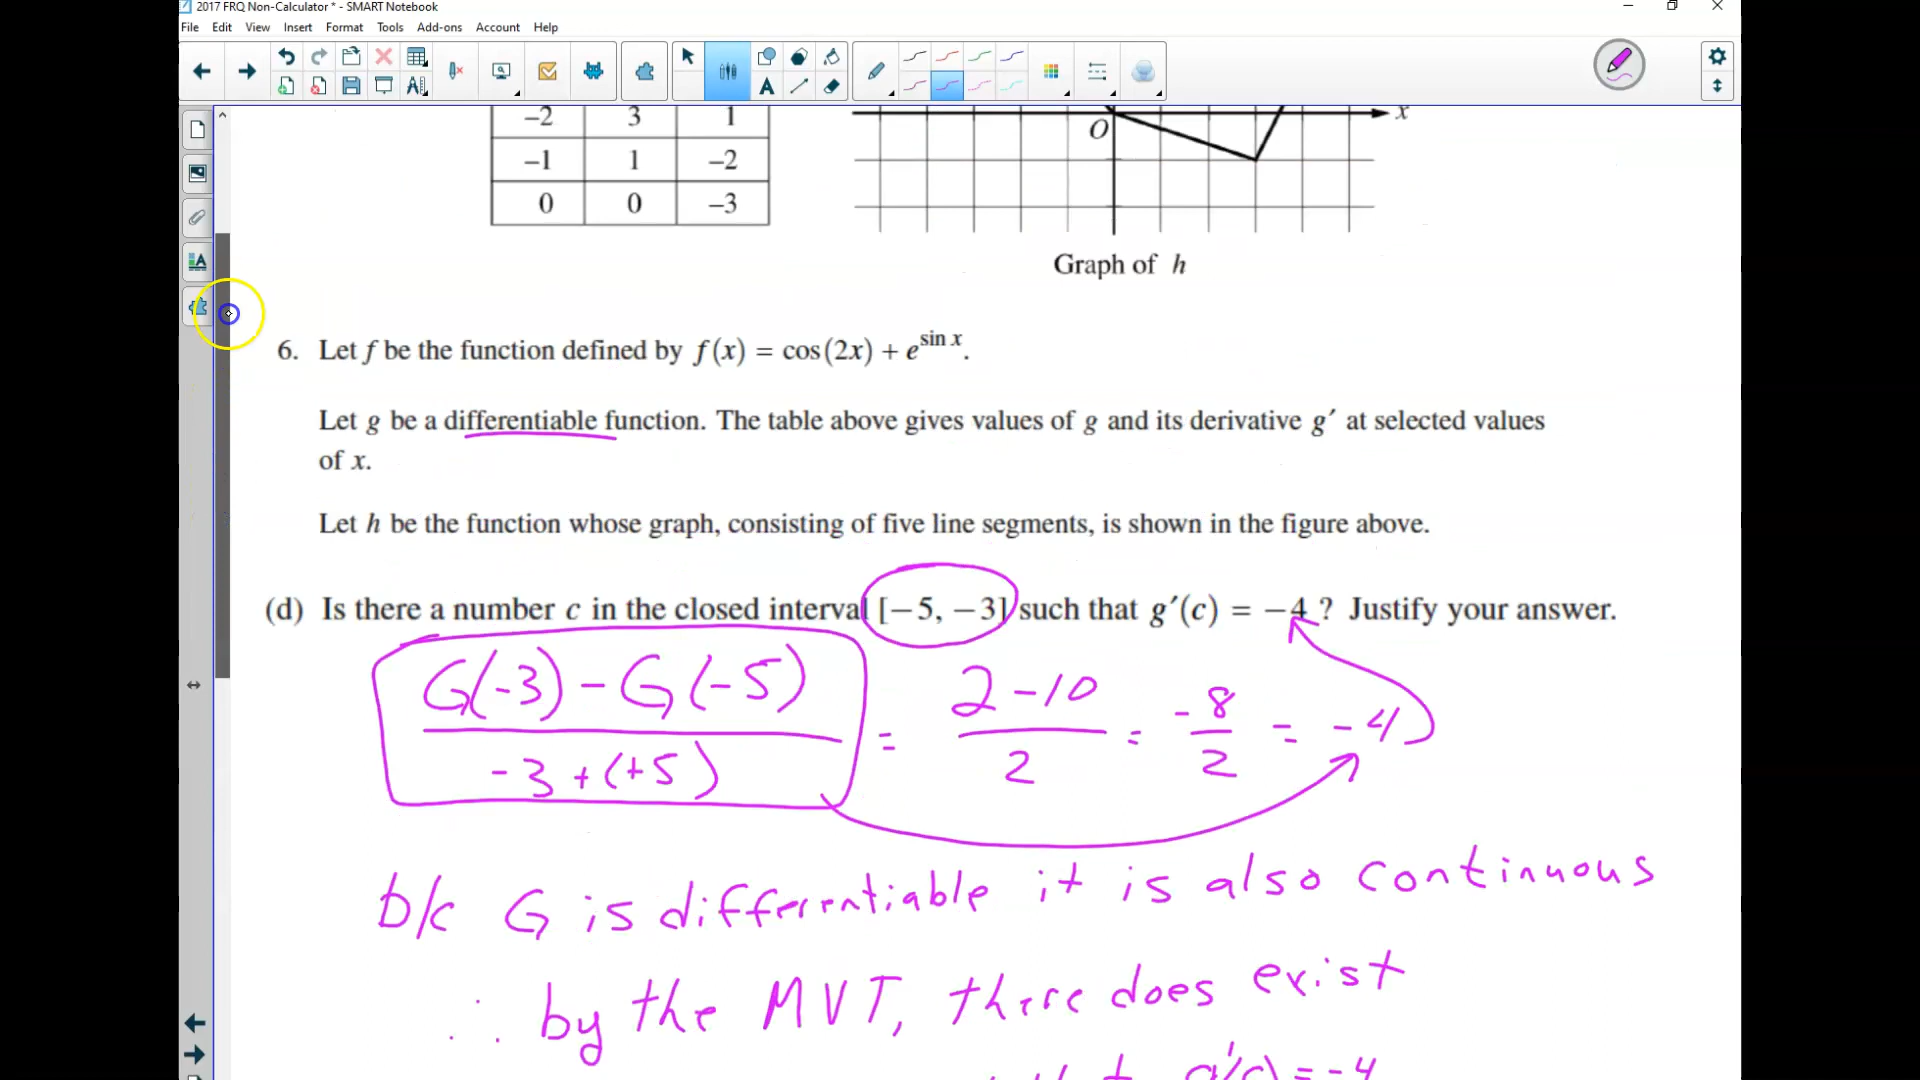 2017 FRQ Non-Calculator * - SMART Notebook
File Edit View Insert Format Tools Add-ons Account Help
-2 3 1
-1 1 -2
0 0 -3
x
O
Graph of h
6. Let f be the function defined by f(x) = cos(2x) + e^sin x.
Let g be a differentiable function. The table above gives values of g and its derivative g′ at selected values
of x.
Let h be the function whose graph, consisting of five line segments, is shown in the figure above.
(d) Is there a number c in the closed interval [-5, -3] such that g′(c) = -4 ? Justify your answer.
G(-3) - G(-5) / -3 + (+5) = 2-10 / 2 = -8 / 2 = -4
b/c G is differentiable it is also continuous
∴ by the MVT, there does exist
g'(c) = -4